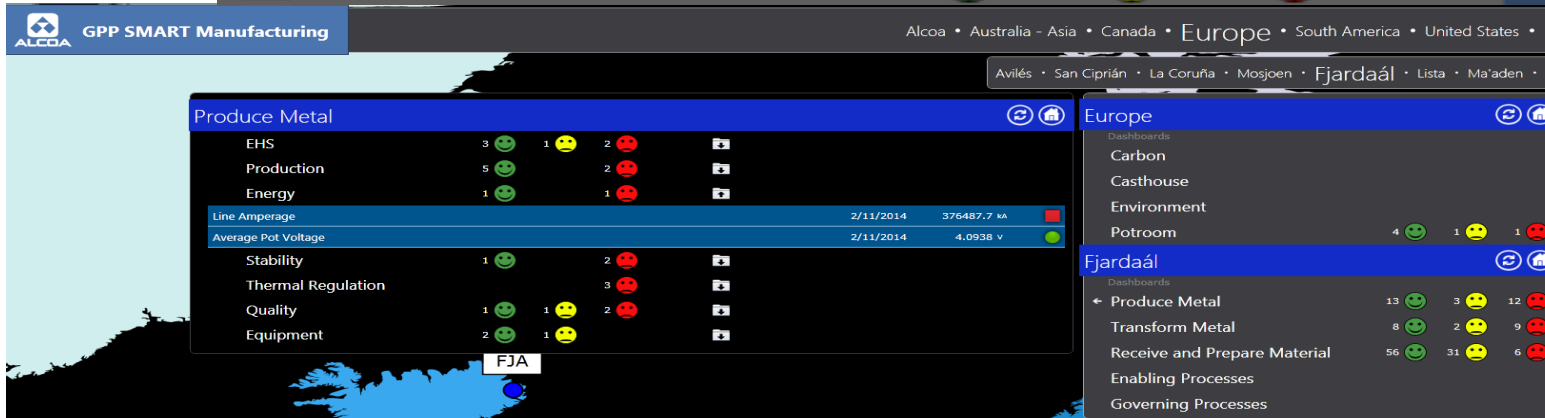 ALCOA GPP SMART Manufacturing
Alcoa • Australia - Asia • Canada • Europe • South America • United States •
Avilés · San Ciprián · La Coruña · Mosjoen · Fjardaál · Lista · Ma'aden ·
Produce Metal
EHS 3 1 2
Production 5 2
Energy 1 1
Line Amperage 2/11/2014 376487.7 kA
Average Pot Voltage 2/11/2014 4.0938 V
Stability 1 2
Thermal Regulation 3
Quality 1 1 2
Equipment 2 1
FJA
Europe
Dashboards
Carbon
Casthouse
Environment
Potroom 4 1 1
Fjardaál
Dashboards
Produce Metal 13 3 12
Transform Metal 8 2 9
Receive and Prepare Material 56 31 6
Enabling Processes
Governing Processes